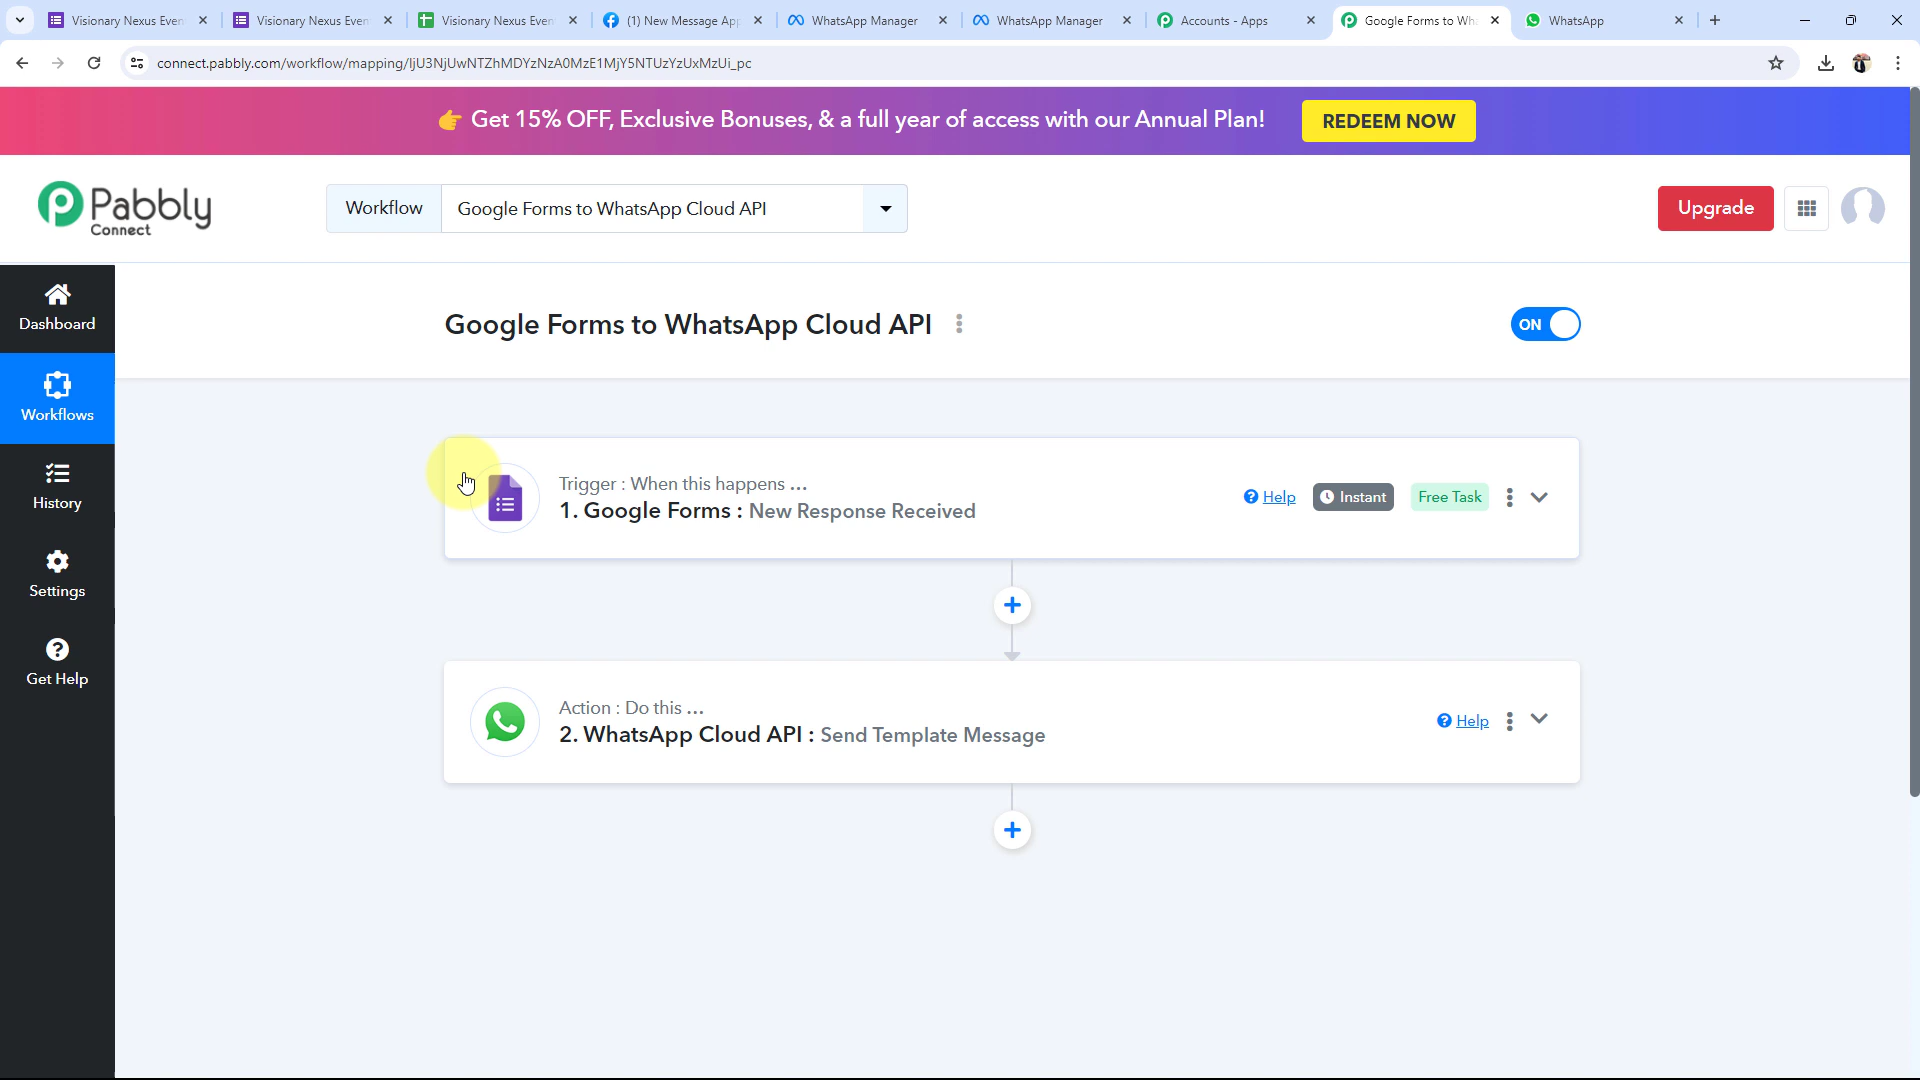 Visionary Nexus Even
Visionary Nexus Even
Visionary Nexus Even
(1) New Message App
WhatsApp Manager
WhatsApp Manager
Accounts - Apps
Google Forms to Wha
WhatsApp
connect.pabbly.com/workflow/mapping/IjU3NjUwNTZhMDYzNzA0MzE1MjY5NTUzYzUxMzUi_pc
👉 Get 15% OFF, Exclusive Bonuses, & a full year of access with our Annual Plan!
REDEEM NOW
Pabbly
Connect
Workflow
Google Forms to WhatsApp Cloud API
Upgrade
Dashboard
Workflows
History
Settings
Get Help
Google Forms to WhatsApp Cloud API
ON
Trigger : When this happens ...
1. Google Forms : New Response Received
Help
Instant
Free Task
Action : Do this ...
2. WhatsApp Cloud API : Send Template Message
Help